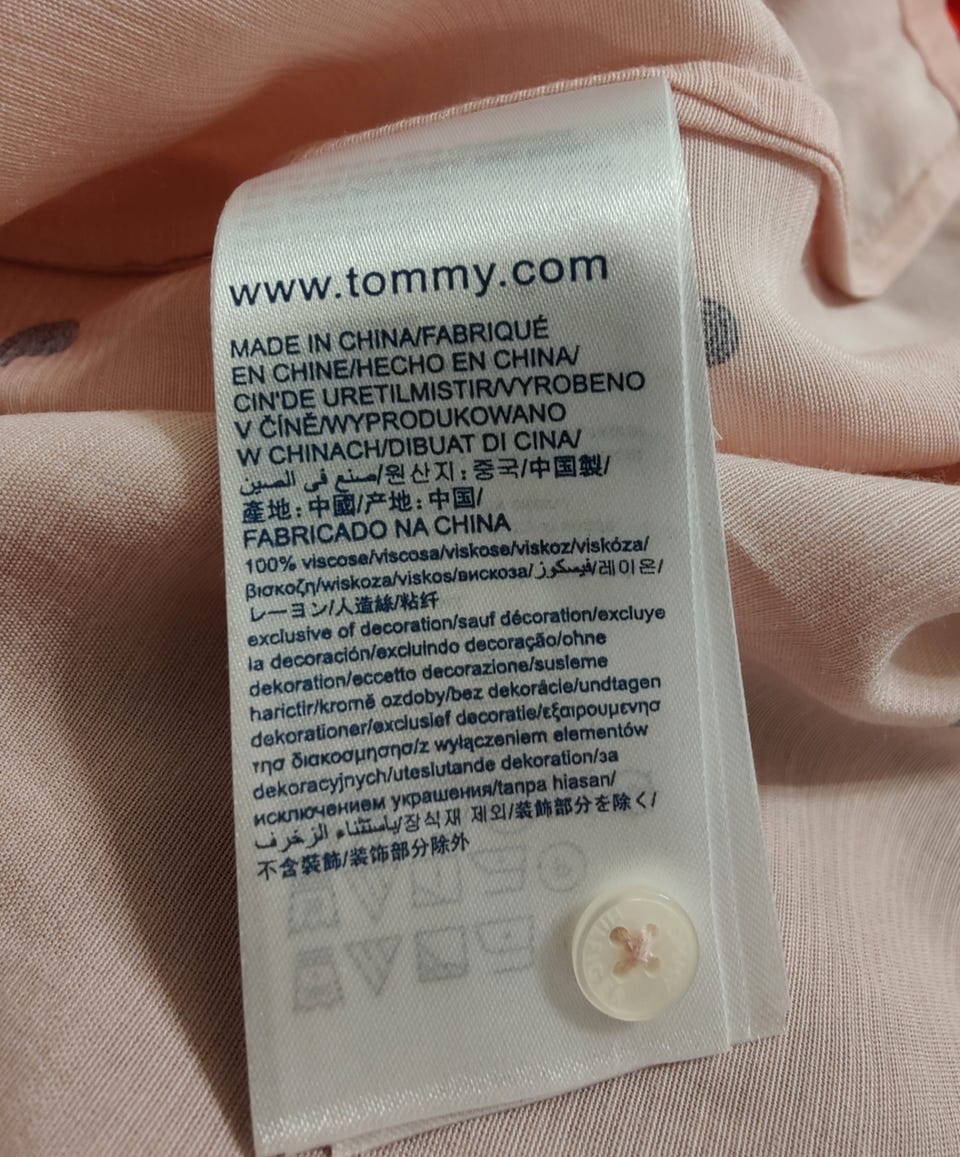 www.tommy.com
MADE IN CHINA/FABRIQUÉ
EN CHINE/HECHO EN CHINA/
CIN'DE URETILMISTIR/VYROBENO
V ČÍNĚ/WYPRODUKOWANO
W CHINACH/DIBUAT DI CINA/
صنع في الصين/원산지:중국/中国製/
產地:中國/产地:中国/
FABRICADO NA CHINA
100% viscose/viscosa/viskose/viskoz/viskóza/
βισκοζη/wiskoza/viskos/вискоза/فيسكوز/레이온/
レーヨン/人造絲/粘纤
exclusive of decoration/sauf décoration/excluye
la decoración/excluindo decoração/ohne
dekoration/eccetto decorazione/susleme
harictir/kromě ozdoby/bez dekorácie/undtagen
dekorationer/exclusief decoratie/εξαιρουμενησ
τησ διακοσμησησ/z wyłączeniem elementów
dekoracyjnych/uteslutande dekoration/за
исключением украшения/tanpa hiasan/
باستثناء الزخرف/장식재 제외/装飾部分を除く/
不含裝飾/装饰部分除外